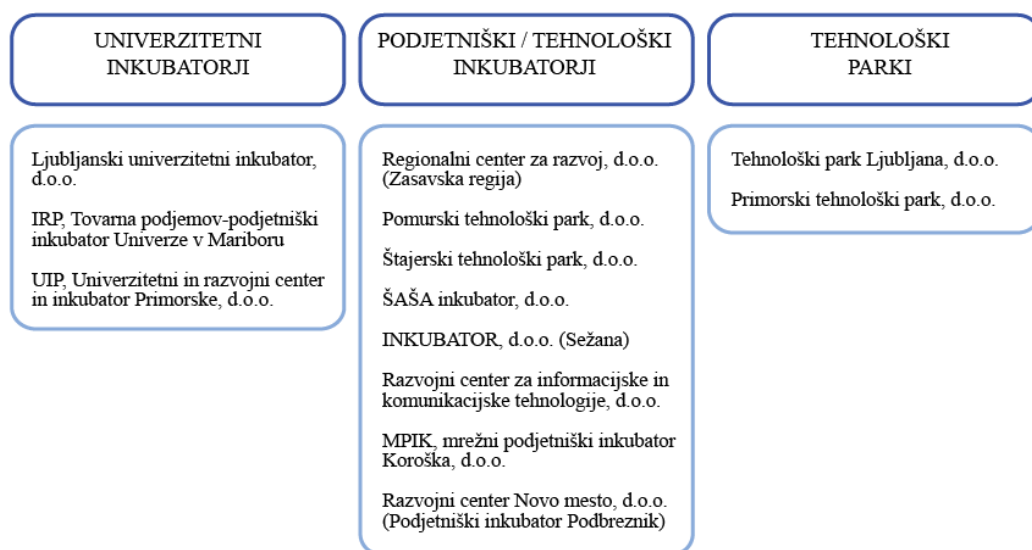 UNIVERZITETNI
INKUBATORJI
Ljubljanski univerzitetni inkubator,
d.o.o.
IRP, Tovarna podjemov-podjetniški
inkubator Univerze v Mariboru
UIP, Univerzitetni in razvojni center
in inkubator Primorske, d.o.o.
PODJETNIŠKI / TEHNOLOŠKI
INKUBATORJI
Regionalni center za razvoj, d.o.o.
(Zasavska regija)
Pomurski tehnološki park, d.o.o.
Štajerski tehnološki park, d.o.o.
ŠAŠA inkubator, d.o.o.
INKUBATOR, d.o.o. (Sežana)
Razvojni center za informacijske in
komunikacijske tehnologije, d.o.o.
MPIK, mrežni podjetniški inkubator
Koroška, d.o.o.
Razvojni center Novo mesto, d.o.o.
(Podjetniški inkubator Podbreznik)
TEHNOLOŠKI
PARKI
Tehnološki park Ljubljana, d.o.o.
Primorski tehnološki park, d.o.o.